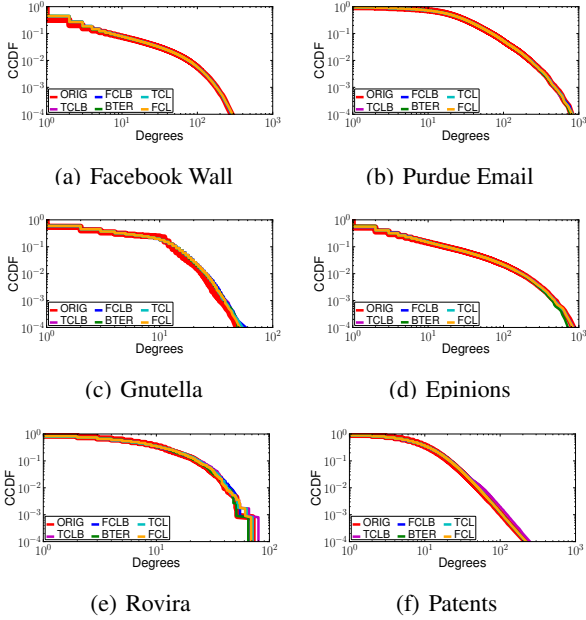 CCDF
10^0
10^-1
10^-2
10^-3
10^-4
ORIG FCLB TCL
TCLB BTER FCL
10^0 10^1 10^2 10^3
Degrees
(a) Facebook Wall
CCDF
10^0
10^-1
10^-2
10^-3
10^-4
ORIG FCLB TCL
TCLB BTER FCL
10^0 10^1 10^2 10^3
Degrees
(b) Purdue Email
CCDF
10^0
10^-1
10^-2
10^-3
10^-4
ORIG FCLB TCL
TCLB BTER FCL
10^0 10^1 10^2
Degrees
(c) Gnutella
CCDF
10^0
10^-1
10^-2
10^-3
10^-4
ORIG FCLB TCL
TCLB BTER FCL
10^0 10^1 10^2 10^3
Degrees
(d) Epinions
CCDF
10^0
10^-1
10^-2
10^-3
10^-4
ORIG FCLB TCL
TCLB BTER FCL
10^0 10^1 10^2
Degrees
(e) Rovira
CCDF
10^0
10^-1
10^-2
10^-3
10^-4
ORIG FCLB TCL
TCLB BTER FCL
10^0 10^1 10^2 10^3
Degrees
(f) Patents